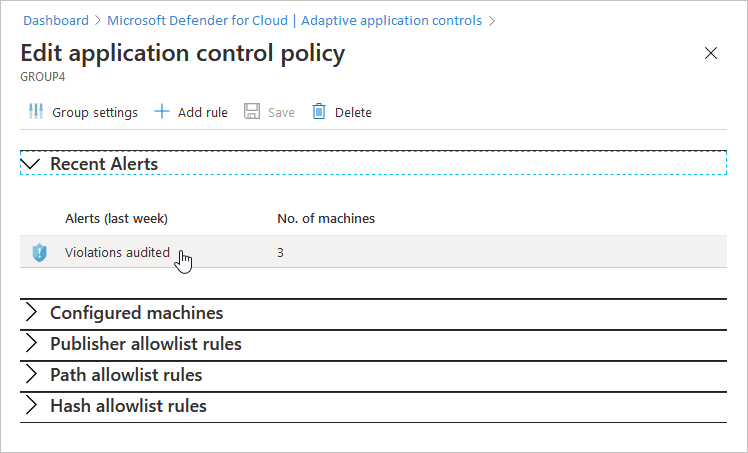 Dashboard > Microsoft Defender for Cloud | Adaptive application controls >
Edit application control policy
GROUP4
Group settings Add rule Save Delete
Recent Alerts
Alerts (last week) No. of machines
Violations audited 3
Configured machines
Publisher allowlist rules
Path allowlist rules
Hash allowlist rules